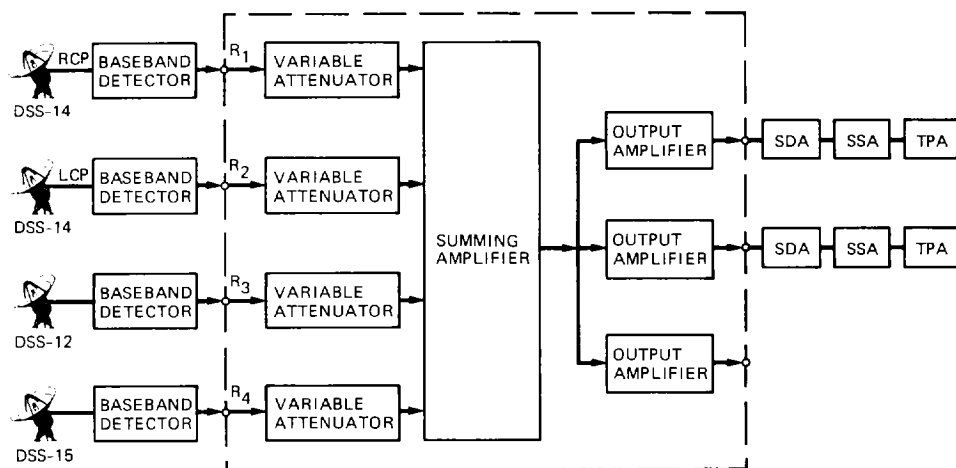 RCP
DSS-14
BASEBAND
DETECTOR
R1
VARIABLE
ATTENUATOR
LCP
DSS-14
BASEBAND
DETECTOR
R2
VARIABLE
ATTENUATOR
DSS-12
BASEBAND
DETECTOR
R3
VARIABLE
ATTENUATOR
DSS-15
BASEBAND
DETECTOR
R4
VARIABLE
ATTENUATOR
SUMMING
AMPLIFIER
OUTPUT
AMPLIFIER
SDA
SSA
TPA
OUTPUT
AMPLIFIER
SDA
SSA
TPA
OUTPUT
AMPLIFIER